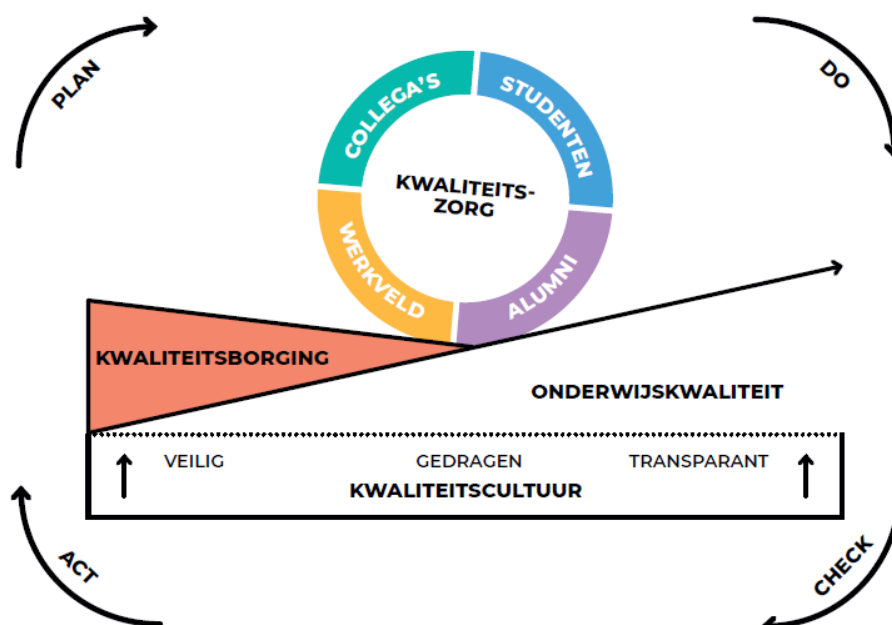 PLAN
DO
COLLEGA'S
STUDENTEN
KWALITEITS-
ZORG
WERKVELD
ALUMNI
KWALITEITSBORGING
ONDERWIJSKWALITEIT
VEILIG
GEDRAGEN
TRANSPARANT
KWALITEITSCULTUUR
ACT
CHECK